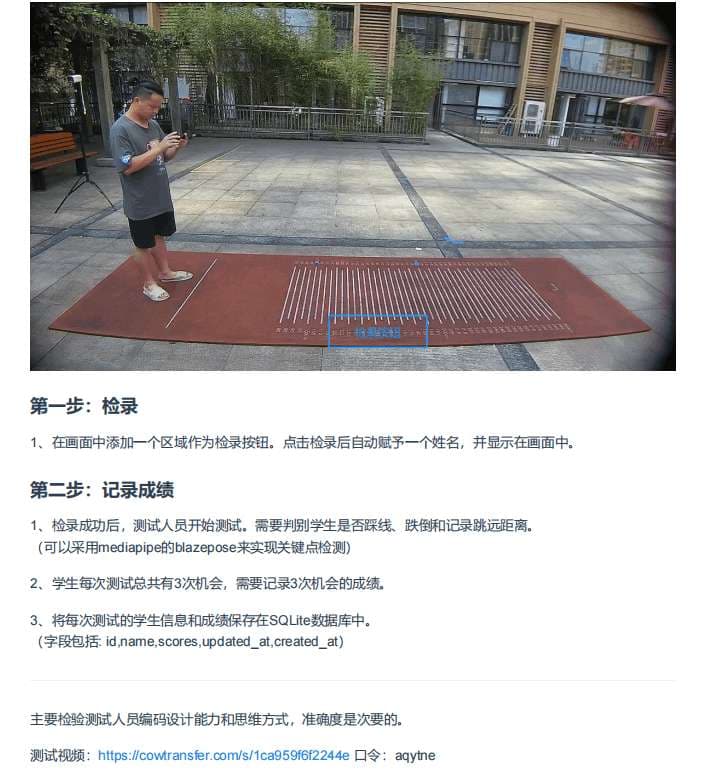 检录按钮
第一步：检录
1、在画面中添加一个区域作为检录按钮。点击检录后自动赋予一个姓名，并显示在画面中。
第二步：记录成绩
1、检录成功后，测试人员开始测试。需要判别学生是否踩线、跌倒和记录跳远距离。
（可以采用mediapipe的blazepose来实现关键点检测）
2、学生每次测试总共有3次机会，需要记录3次机会的成绩。
3、将每次测试的学生信息和成绩保存在SQLite数据库中。
（字段包括: id,name,scores,updated_at,created_at）
主要检验测试人员编码设计能力和思维方式，准确度是次要的。
测试视频：https://cowtransfer.com/s/1ca959f6f2244e 口令：aqytne